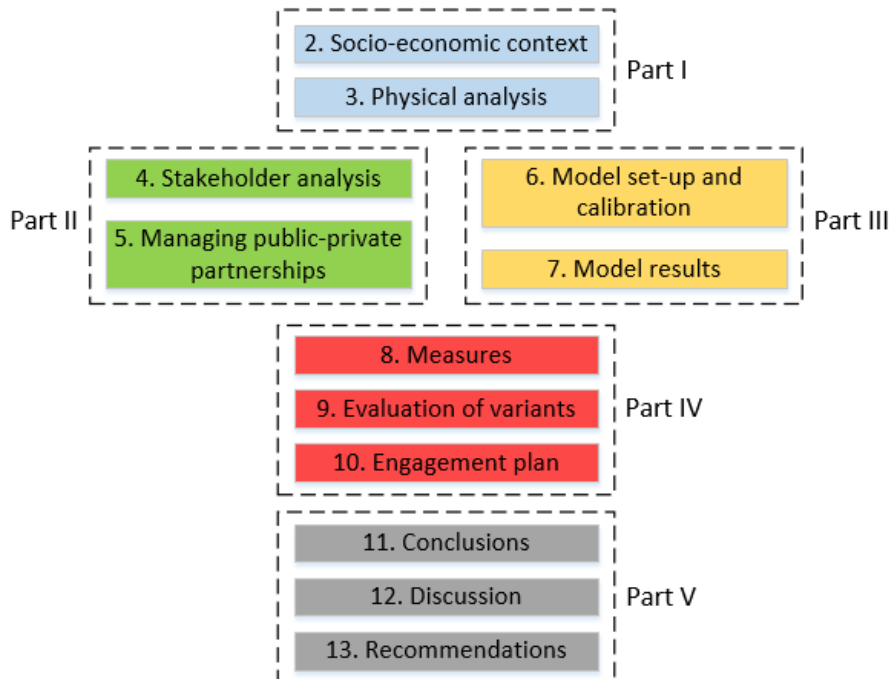 2. Socio-economic context
3. Physical analysis
Part I
Part II
4. Stakeholder analysis
5. Managing public-private
partnerships
6. Model set-up and
calibration
7. Model results
Part III
8. Measures
9. Evaluation of variants
10. Engagement plan
Part IV
11. Conclusions
12. Discussion
13. Recommendations
Part V